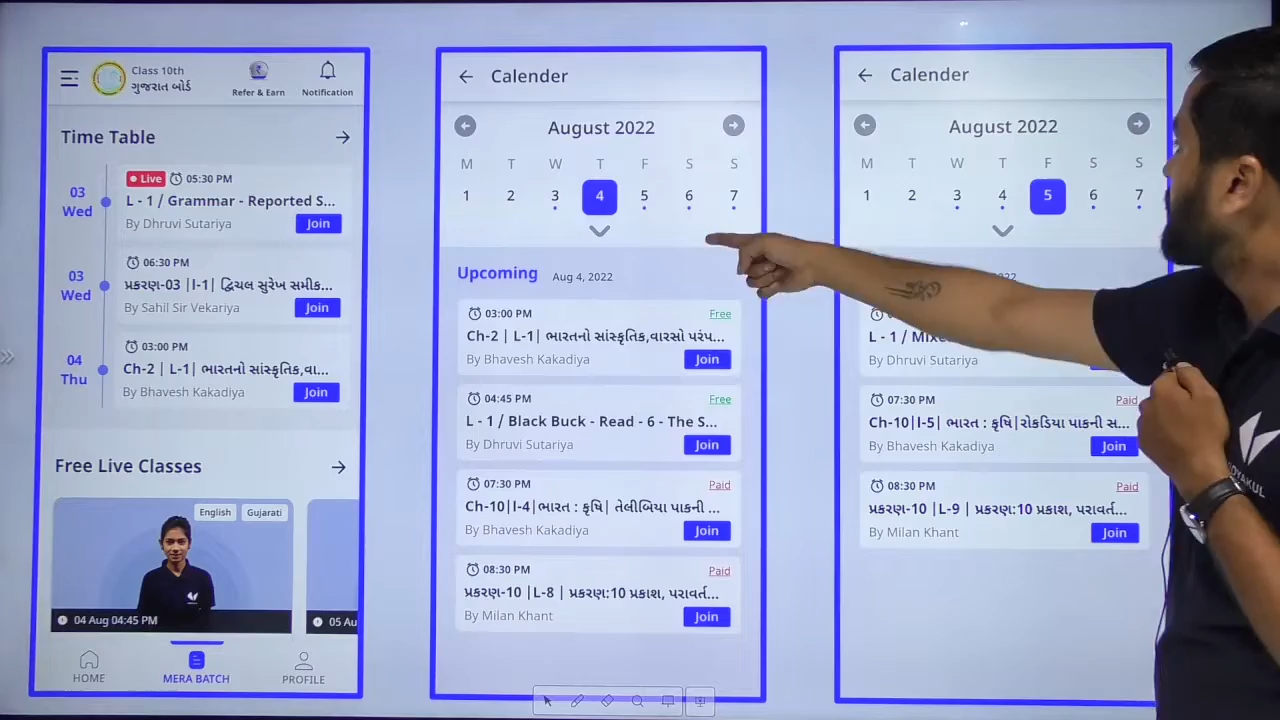 Class 10th
ગુજરાત બોર્ડ
Refer & Earn
Notification
Time Table
03
Wed
Live
05:30 PM
L - 1 / Grammar - Reported S...
By Dhruvi Sutariya
Join
03
Wed
06:30 PM
પ્રકરણ-03 |l-1| દ્વિચલ સુરેખ સમીક...
By Sahil Sir Vekariya
Join
04
Thu
03:00 PM
Ch-2 | L-1| ભારતનો સાંસ્કૃતિક,વા...
By Bhavesh Kakadiya
Join
Free Live Classes
English
Gujarati
04 Aug 04:45 PM
05 Au
HOME
MERA BATCH
PROFILE
Calender
August 2022
M T W T F S S
1 2 3 4 5 6 7
Upcoming
Aug 4, 2022
03:00 PM
Free
Ch-2 | L-1| ભારતનો સાંસ્કૃતિક,વારસો પરંપ...
By Bhavesh Kakadiya
Join
04:45 PM
Free
L - 1 / Black Buck - Read - 6 - The S...
By Dhruvi Sutariya
Join
07:30 PM
Paid
Ch-10|l-4|ભારત : કૃષિ| તેલીબિયા પાકની ...
By Bhavesh Kakadiya
Join
08:30 PM
Paid
પ્રકરણ-10 |L-8 | પ્રકરણ:10 પ્રકાશ, પરાવર્ત...
By Milan Khant
Join
Calender
August 2022
M T W T F S S
1 2 3 4 5 6 7
L - 1 /
By Dhruvi Sutariya
07:30 PM
Paid
Ch-10|l-5| ભારત : કૃષિ|રોકડિયા પાકની સ...
By Bhavesh Kakadiya
Join
08:30 PM
Paid
પ્રકરણ-10 |L-9 | પ્રકરણ:10 પ્રકાશ, પરાવર્ત...
By Milan Khant
Join